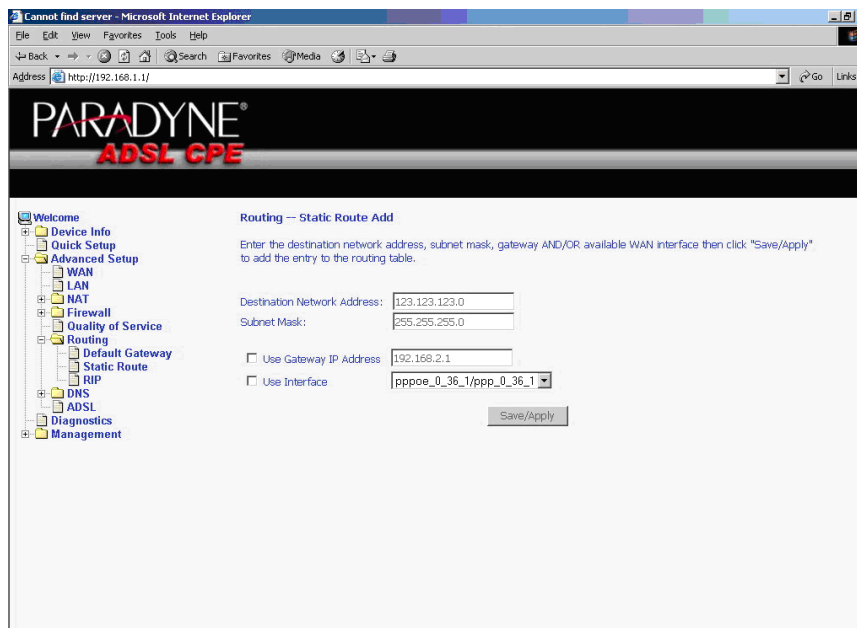 Cannot find server - Microsoft Internet Explorer
File Edit View Favorites Tools Help
Back Search Favorites Media
Address http://192.168.1.1/ Go Links
PARADYNE®
ADSL CPE
Welcome
Device Info
Quick Setup
Advanced Setup
WAN
LAN
NAT
Firewall
Quality of Service
Routing
Default Gateway
Static Route
RIP
DNS
ADSL
Diagnostics
Management
Routing -- Static Route Add
Enter the destination network address, subnet mask, gateway AND/OR available WAN interface then click "Save/Apply"
to add the entry to the routing table.
Destination Network Address: 123.123.123.0
Subnet Mask: 255.255.255.0
Use Gateway IP Address 192.168.2.1
Use Interface pppoe_0_36_1/ppp_0_36_1
Save/Apply